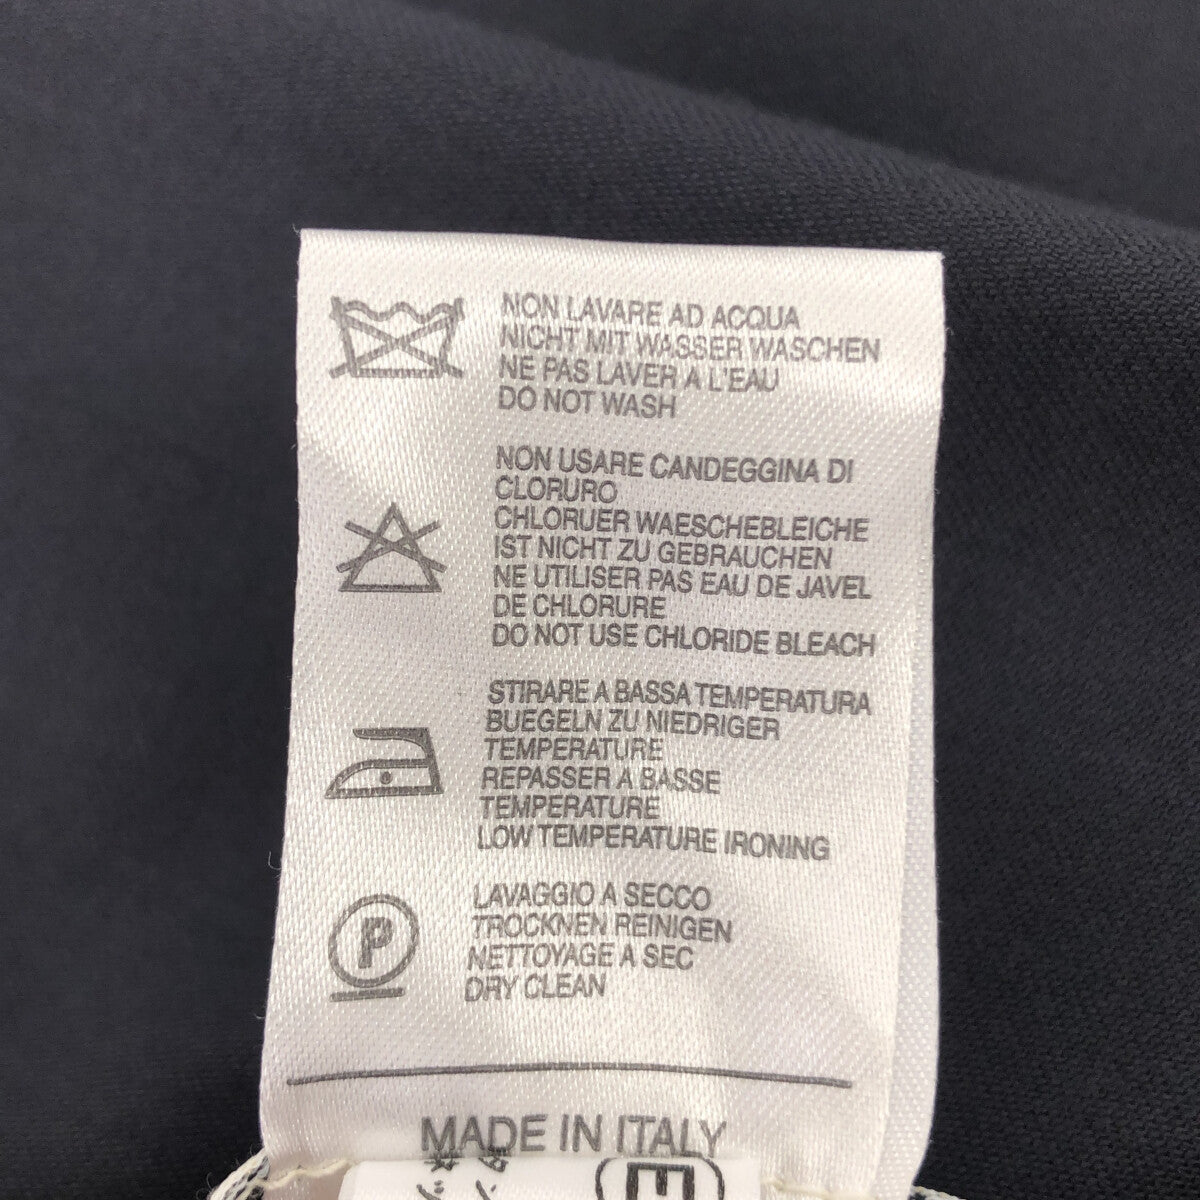 NON LAVARE AD ACQUA
NICHT MIT WASSER WASCHEN
NE PAS LAVER A L'EAU
DO NOT WASH
NON USARE CANDEGGINA DI
CLORURO
CHLORUER WAESCHEBLEICHE
IST NICHT ZU GEBRAUCHEN
NE UTILISER PAS EAU DE JAVEL
DE CHLORURE
DO NOT USE CHLORIDE BLEACH
STIRARE A BASSA TEMPERATURA
BUEGELN ZU NIEDRIGER
TEMPERATURE
REPASSER A BASSE
TEMPERATURE
LOW TEMPERATURE IRONING
P
LAVAGGIO A SECCO
TROCKNEN REINIGEN
NETTOYAGE A SEC
DRY CLEAN
MADE IN ITALY
E